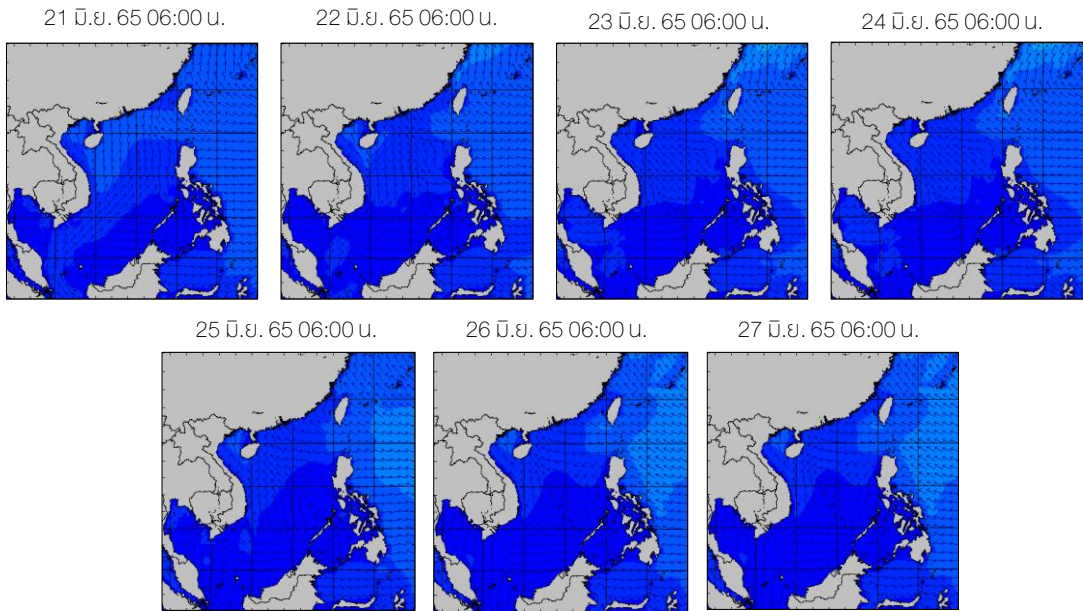 21 มิ.ย. 65 06:00 น.
22 มิ.ย. 65 06:00 น.
23 มิ.ย. 65 06:00 น.
24 มิ.ย. 65 06:00 น.
25 มิ.ย. 65 06:00 น.
26 มิ.ย. 65 06:00 น.
27 มิ.ย. 65 06:00 น.